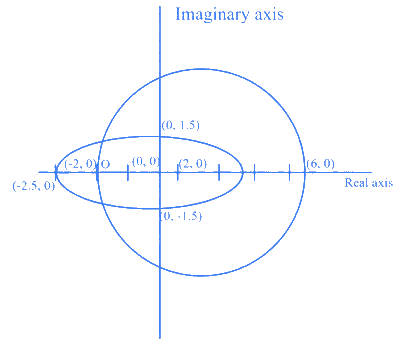 Imaginary axis
(0, 1.5)
(-2, 0) O (0, 0) (2, 0) (6, 0)
(-2.5, 0) Real axis
(0, -1.5)